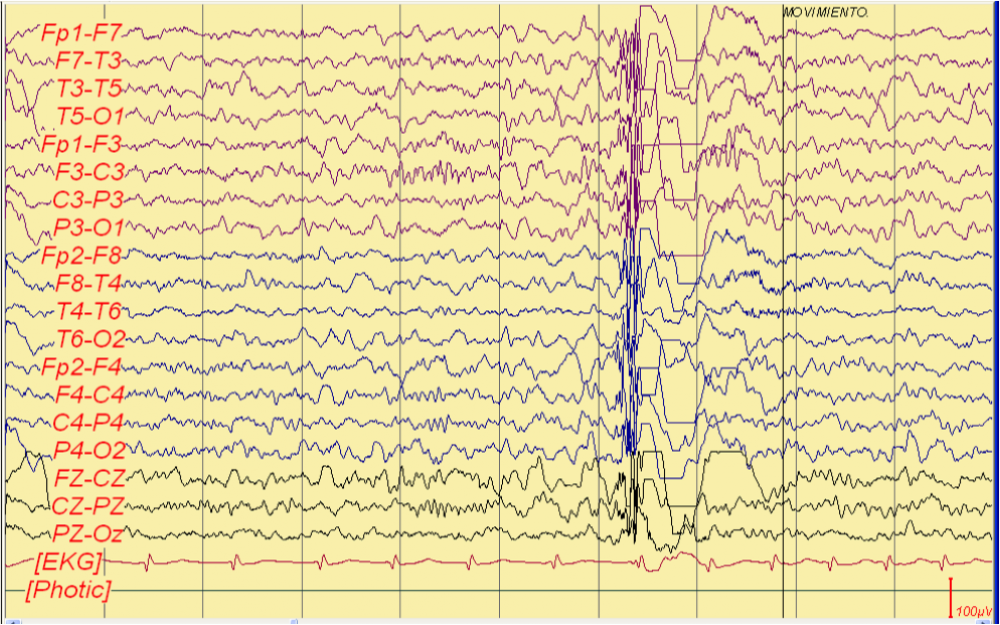 MOVIMIENTO.
Fp1-F7
F7-T3
T3-T5
T5-O1
Fp1-F3
F3-C3
C3-P3
P3-O1
Fp2-F8
F8-T4
T4-T6
T6-O2
Fp2-F4
F4-C4
C4-P4
P4-O2
FZ-CZ
CZ-PZ
PZ-Oz
[EKG]
[Photic]
100µV